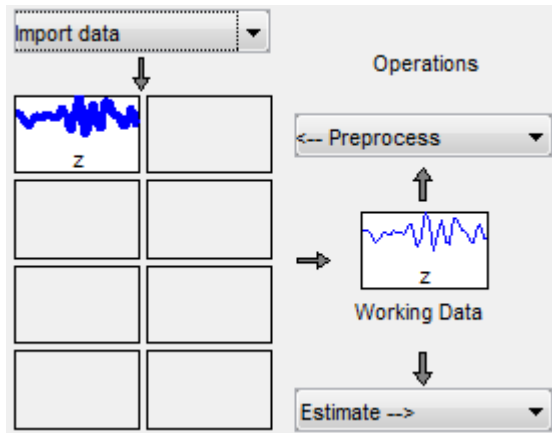 Import data
Operations
z
<-- Preprocess
z
Working Data
Estimate -->